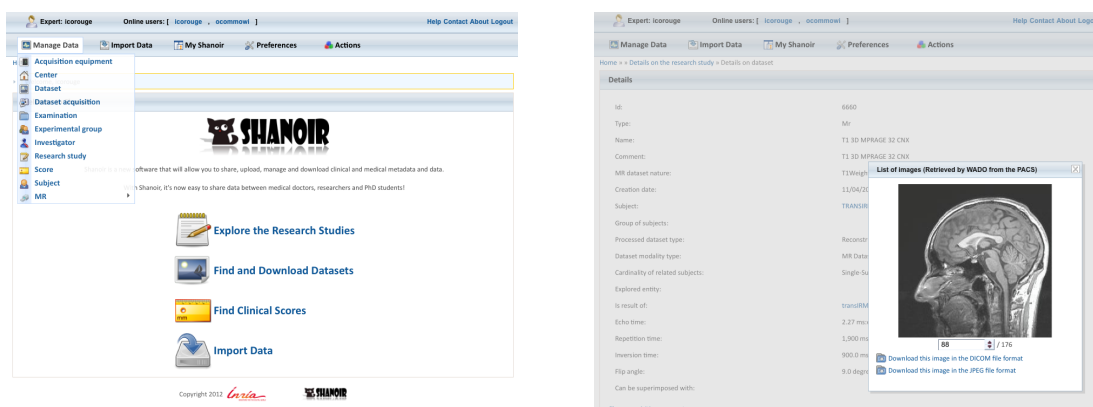 Expert: icorouge Online users: [ icorouge , ocommowi ] Help Contact About Logout
Manage Data Import Data My Shanoir Preferences Actions
Acquisition equipment
Center
Dataset
Dataset acquisition
Examination
Experimental group
Investigator
Research study
Score
Subject
MR
SHANOIR
software that will allow you to share, upload, manage and download clinical and medical metadata and data.
Shanoir, it's now easy to share data between medical doctors, researchers and PhD students!
Explore the Research Studies
Find and Download Datasets
Find Clinical Scores
Import Data
Copyright 2012 Inria SHANOIR
Expert: icorouge Online users: [ icorouge , ocommowi ] Help Contact About Logo
Manage Data Import Data My Shanoir Preferences Actions
Home » » Details on the research study » Details on dataset
Details
Id: 6660
Type: Mr
Name: T1 3D MPRAGE 32 CNX
Comment: T1 3D MPRAGE 32 CNX
MR dataset nature: T1Weigh
Creation date: 11/04/20
Subject: TRANSIR
Group of subjects:
Processed dataset type: Reconstr
Dataset modality type: MR Data
Cardinality of related subjects: Single-Su
Explored entity:
Is result of: transIRM
Echo time: 2.27 ms
Repetition time: 1,900 ms
Inversion time: 900.0 ms
Flip angle: 9.0 degre
Can be superimposed with:
List of images (Retrieved by WADO from the PACS)
88 / 176
Download this image in the DICOM file format
Download this image in the JPEG file format